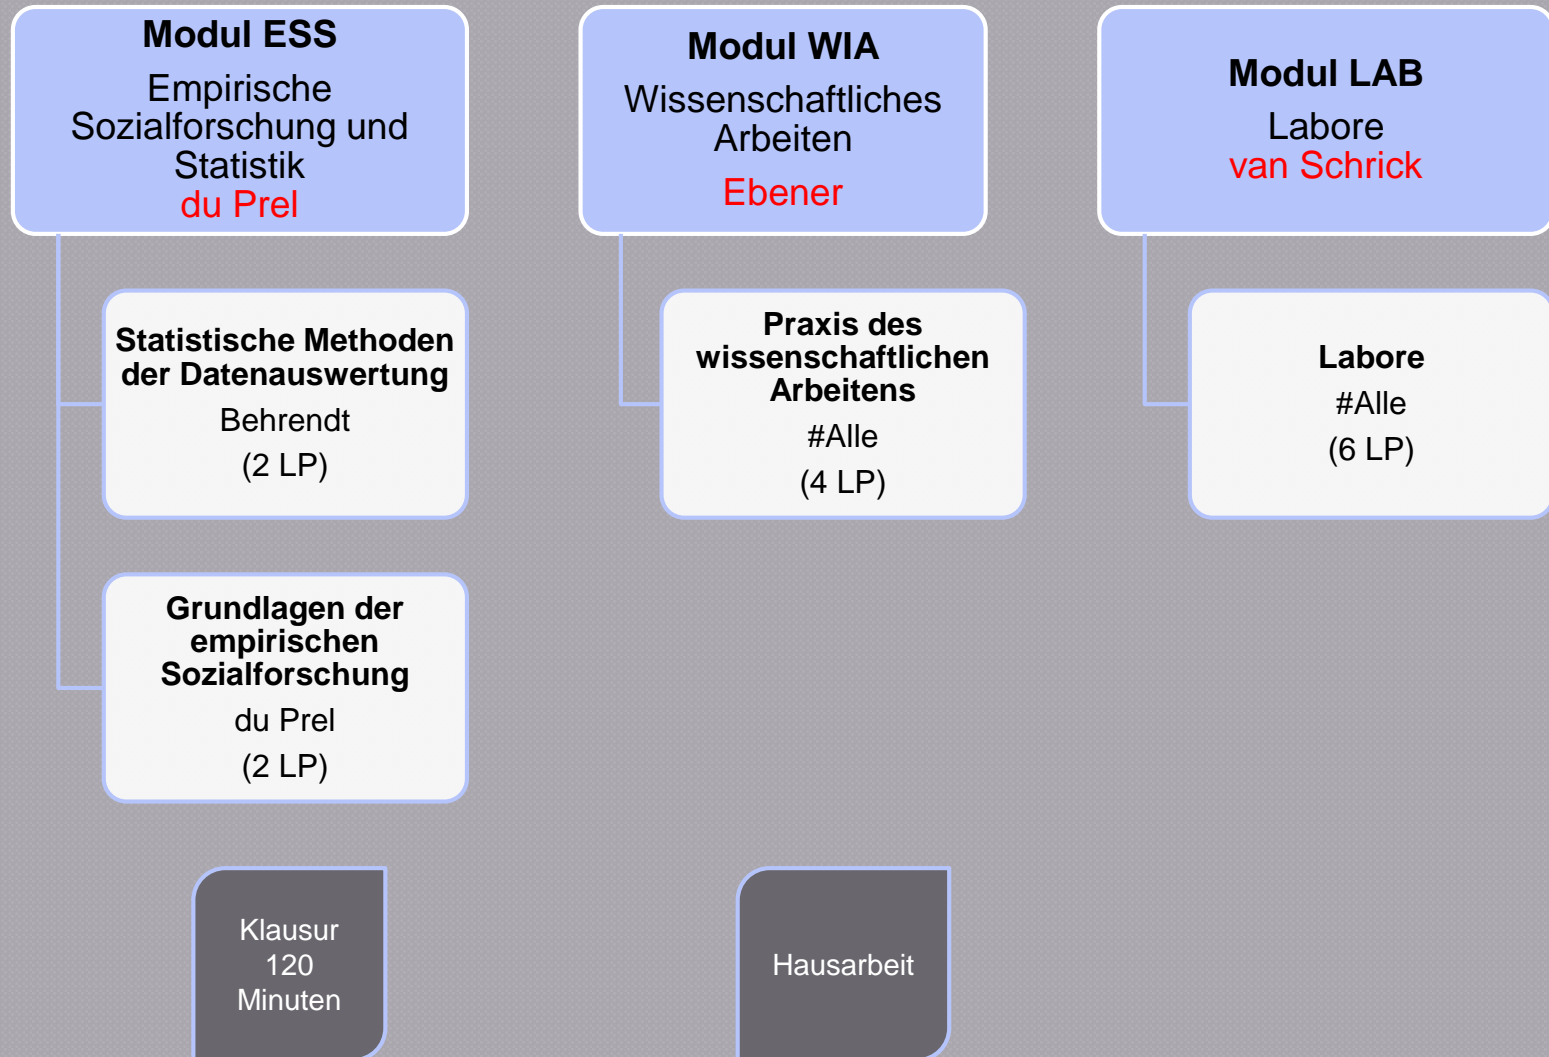 Modul ESS
Empirische
Sozialforschung und
Statistik
du Prel
Statistische Methoden
der Datenauswertung
Behrendt
(2 LP)
Grundlagen der
empirischen
Sozialforschung
du Prel
(2 LP)
Klausur
120
Minuten
Modul WIA
Wissenschaftliches
Arbeiten
Ebener
Praxis des
wissenschaftlichen
Arbeitens
#Alle
(4 LP)
Hausarbeit
Modul LAB
Labore
van Schrick
Labore
#Alle
(6 LP)